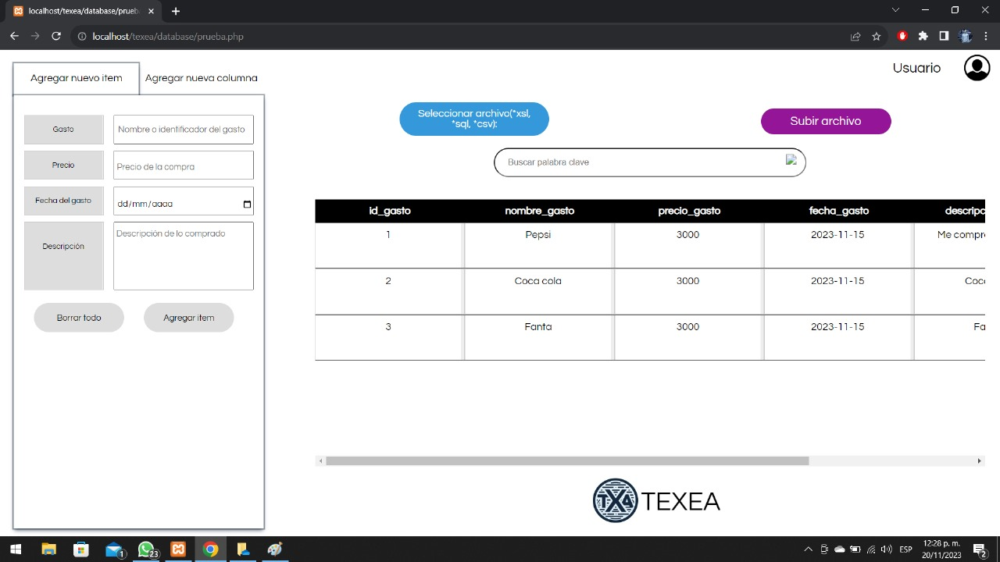 localhost/texea/database/prueb
localhost/texea/database/prueba.php
Agregar nuevo item
Agregar nueva columna
Usuario
Gasto
Nombre o identificador del gasto
Precio
Precio de la compra
Fecha del gasto
dd/mm/aaaa
Descripción
Descripción de lo comprado
Borrar todo
Agregar item
Seleccionar archivo(*xsl,
*sql, *csv):
Subir archivo
Buscar palabra clave
id_gasto nombre_gasto precio_gasto fecha_gasto descripc
1 Pepsi 3000 2023-11-15 Me compr
2 Coca cola 3000 2023-11-15 Coc
3 Fanta 3000 2023-11-15 Fa
TXA TEXEA
1
23
ESP
12:28 p. m.
20/11/2023
2